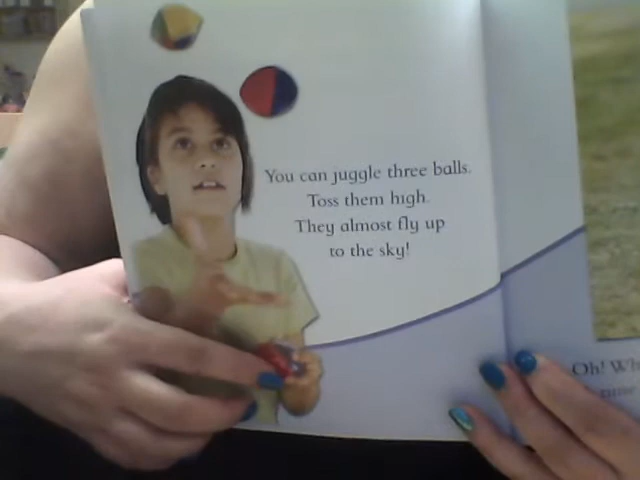 You can juggle three balls.
Toss them high.
They almost fly up
to the sky!
Oh!